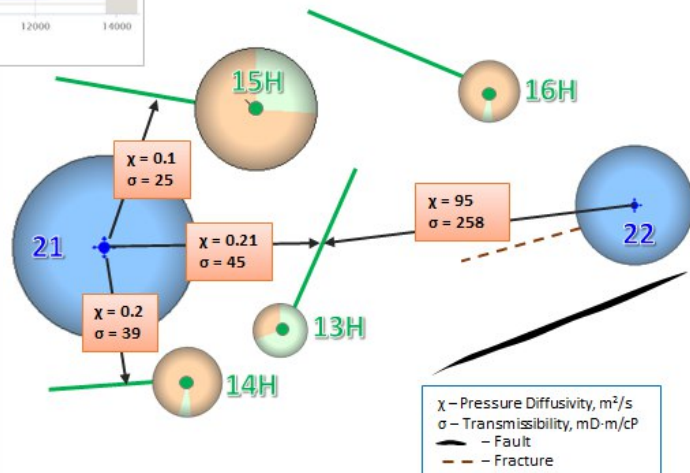 12000 14000
15H
16H
χ = 0.1
σ = 25
χ = 95
σ = 258
21
χ = 0.21
σ = 45
22
χ = 0.2
σ = 39
13H
14H
χ – Pressure Diffusivity, m²/s
σ – Transmissibility, mD·m/cP
– Fault
– Fracture